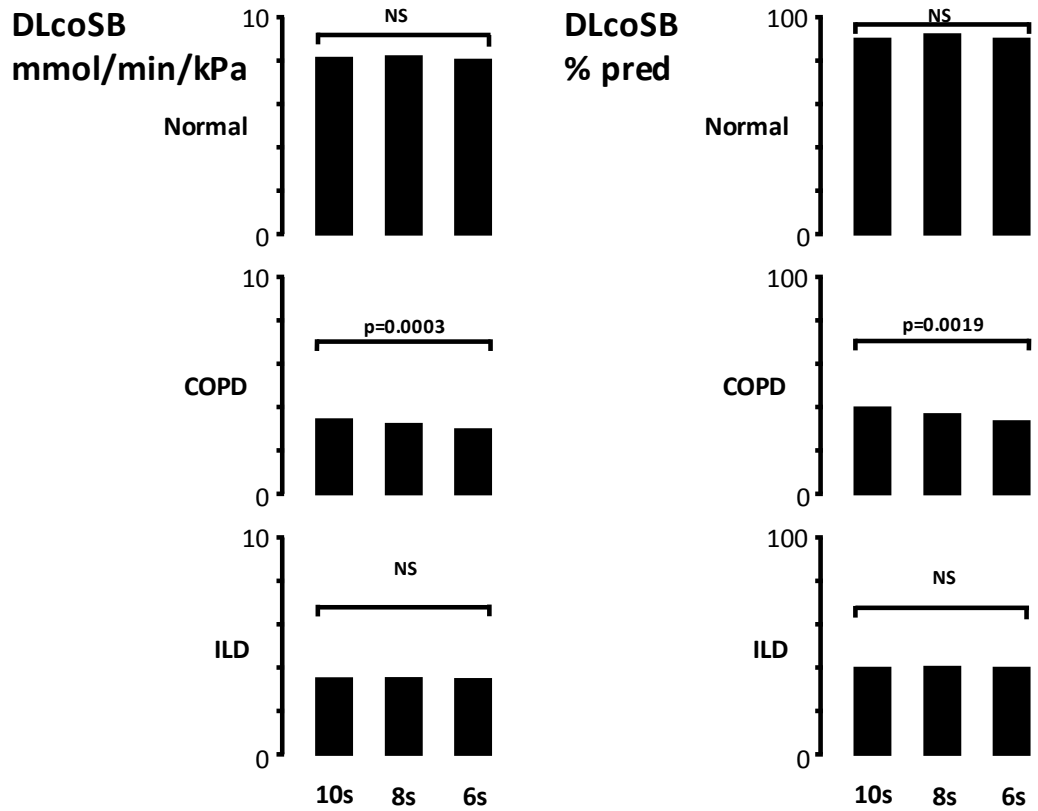 DLcoSB
mmol/min/kPa
10
NS
Normal
0
10
p=0.0003
COPD
0
10
NS
ILD
0
10s 8s 6s
DLcoSB
% pred
100
NS
Normal
0
100
p=0.0019
COPD
0
100
NS
ILD
0
10s 8s 6s